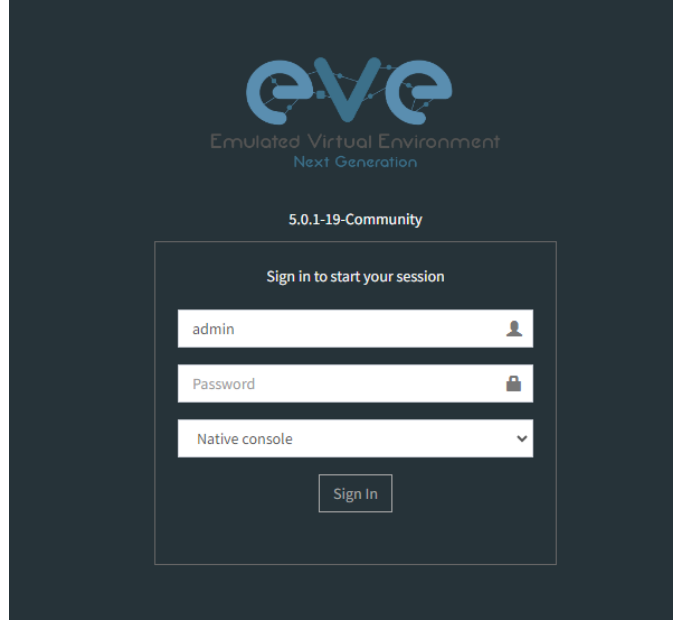 eve
Emulated Virtual Environment
Next Generation
5.0.1-19-Community
Sign in to start your session
admin
Password
Native console
Sign In